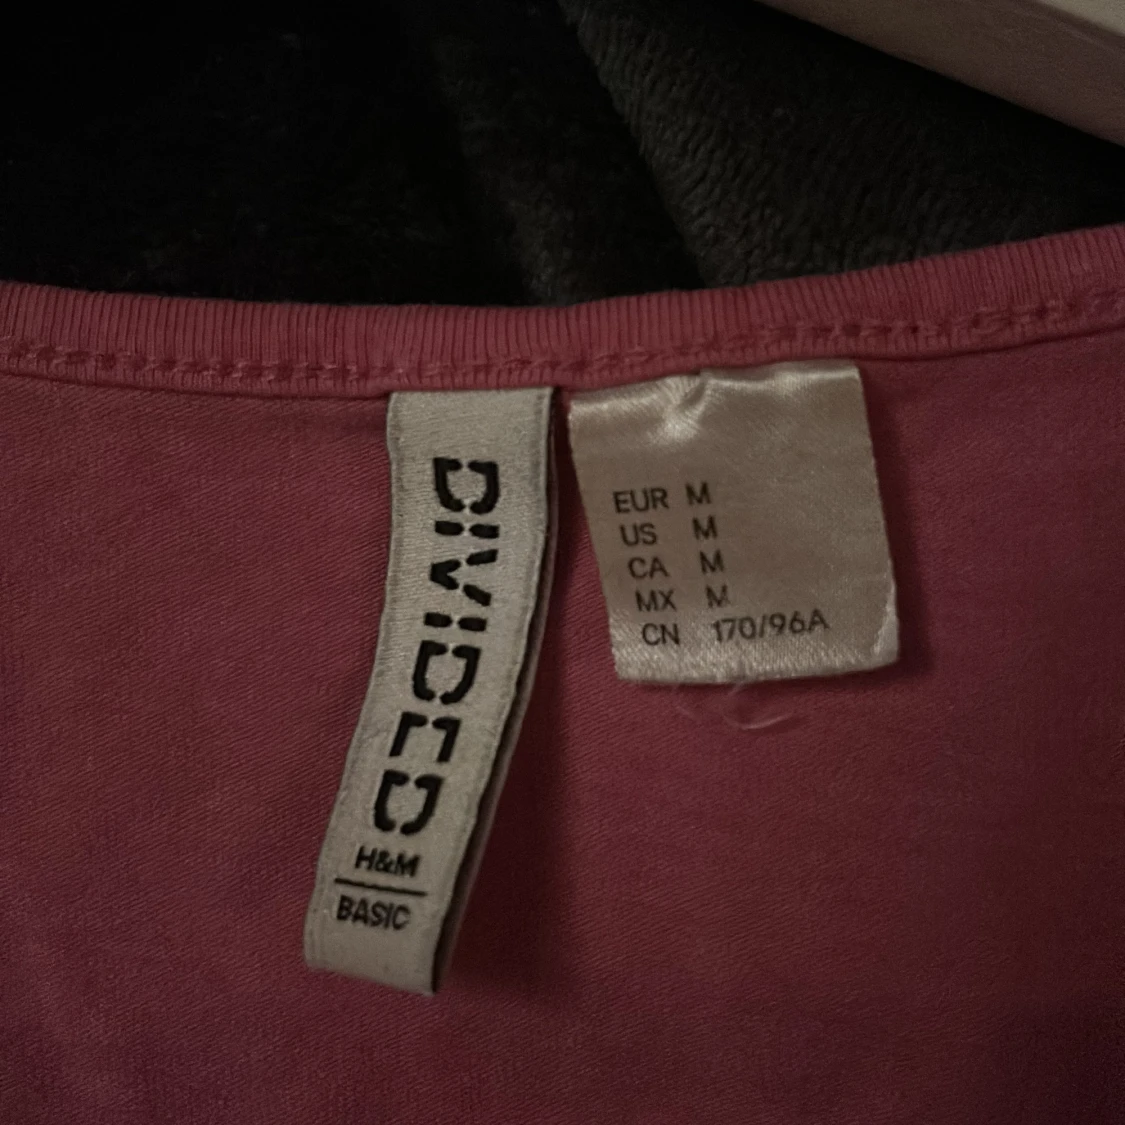 DIVIDED
H&M
BASIC
EUR M
US M
CA M
MX M
CN 170/96A